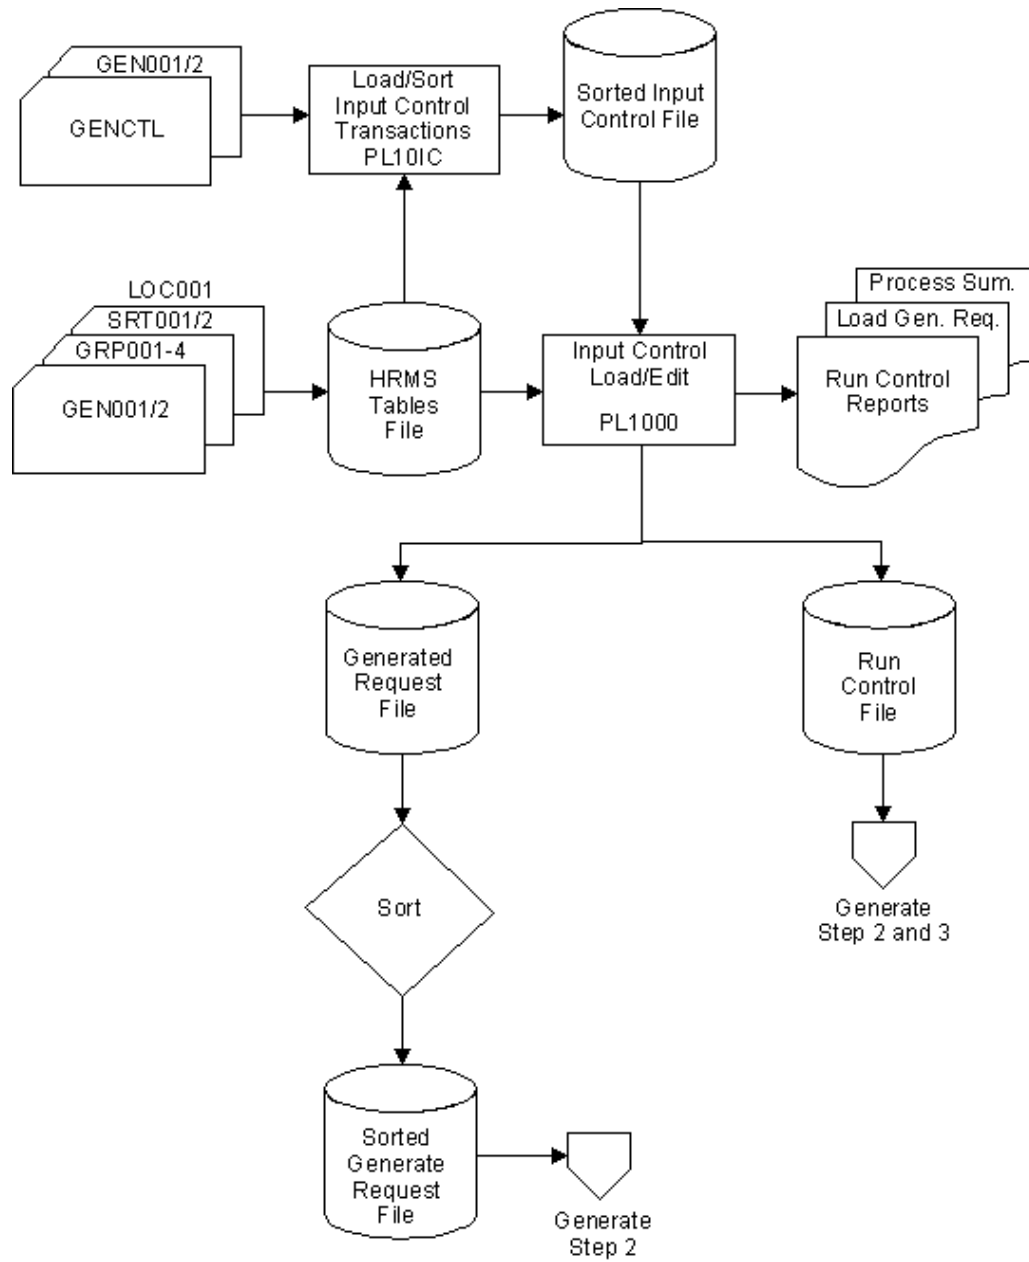 GEN001/2
GENCTL
Load/Sort
Input Control
Transactions
PL10IC
Sorted Input
Control File
LOC001
SRT001/2
GRP001-4
GEN001/2
HRMS
Tables
File
Input Control
Load/Edit
PL1000
Process Sum.
Load Gen. Req.
Run Control
Reports
Generated
Request
File
Run
Control
File
Sort
Generate
Step 2 and 3
Sorted
Generate
Request
File
Generate
Step 2